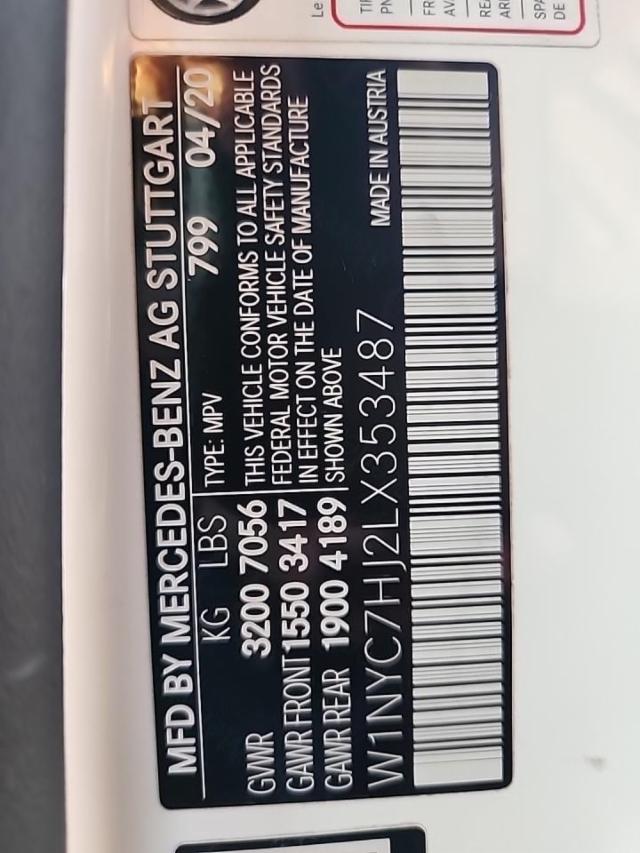 MFD BY MERCEDES-BENZ AG STUTTGART
KG LBS TYPE: MPV 799 04/20
GVWR 3200 7056 THIS VEHICLE CONFORMS TO ALL APPLICABLE
GAWR FRONT 1550 3417 FEDERAL MOTOR VEHICLE SAFETY STANDARDS
IN EFFECT ON THE DATE OF MANUFACTURE
GAWR REAR 1900 4189 SHOWN ABOVE
W1NYC7HJ2LX353487 MADE IN AUSTRIA
Le